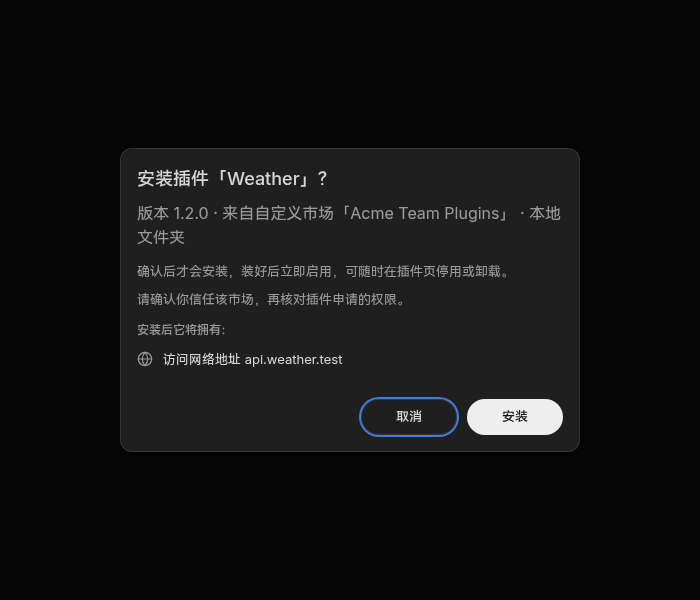 安装插件「Weather」?
版本 1.2.0 · 来自自定义市场「Acme Team Plugins」 · 本地
文件夹
确认后才会安装，装好后立即启用，可随时在插件页停用或卸载。
请确认你信任该市场，再核对插件申请的权限。
安装后它将拥有:
访问网络地址 api.weather.test
取消
安装